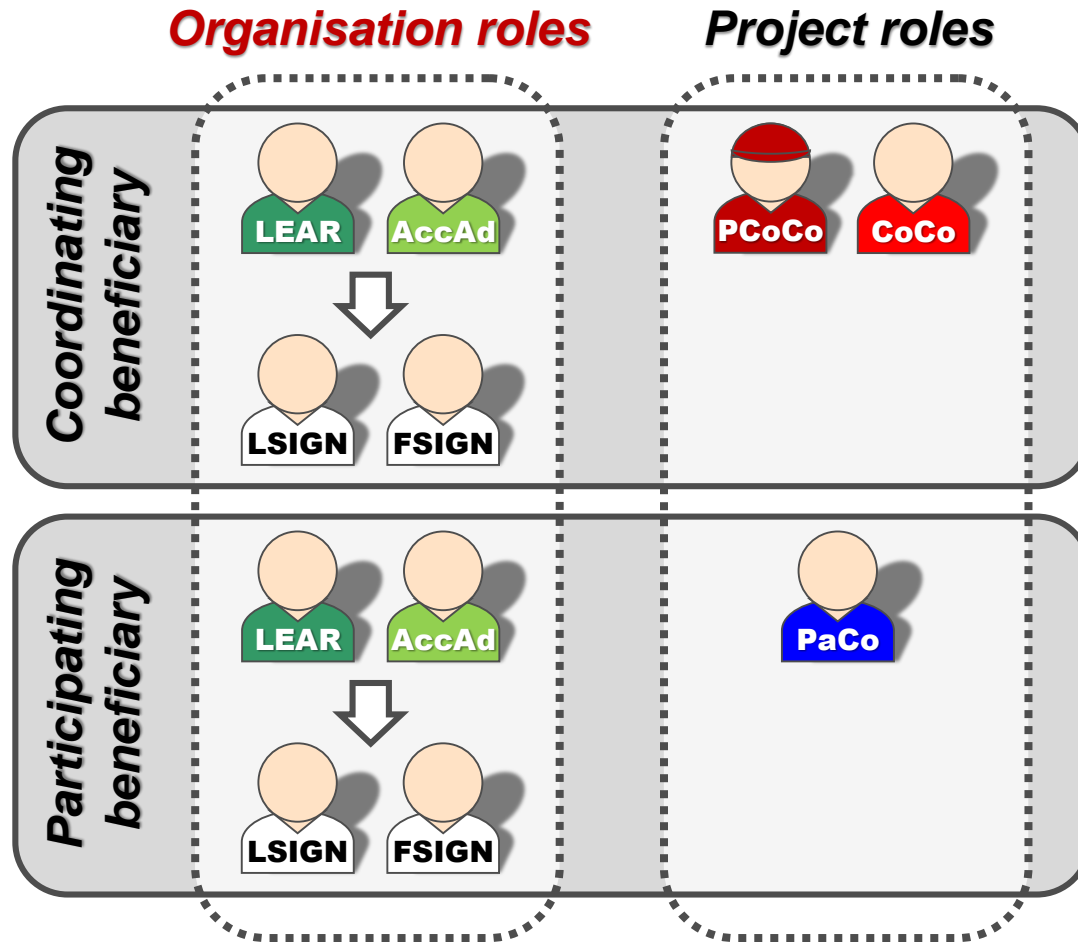 Organisation roles
Project roles
Coordinating
beneficiary
LEAR
AccAd
PCoCo
CoCo
LSIGN
FSIGN
Participating
beneficiary
LEAR
AccAd
PaCo
LSIGN
FSIGN